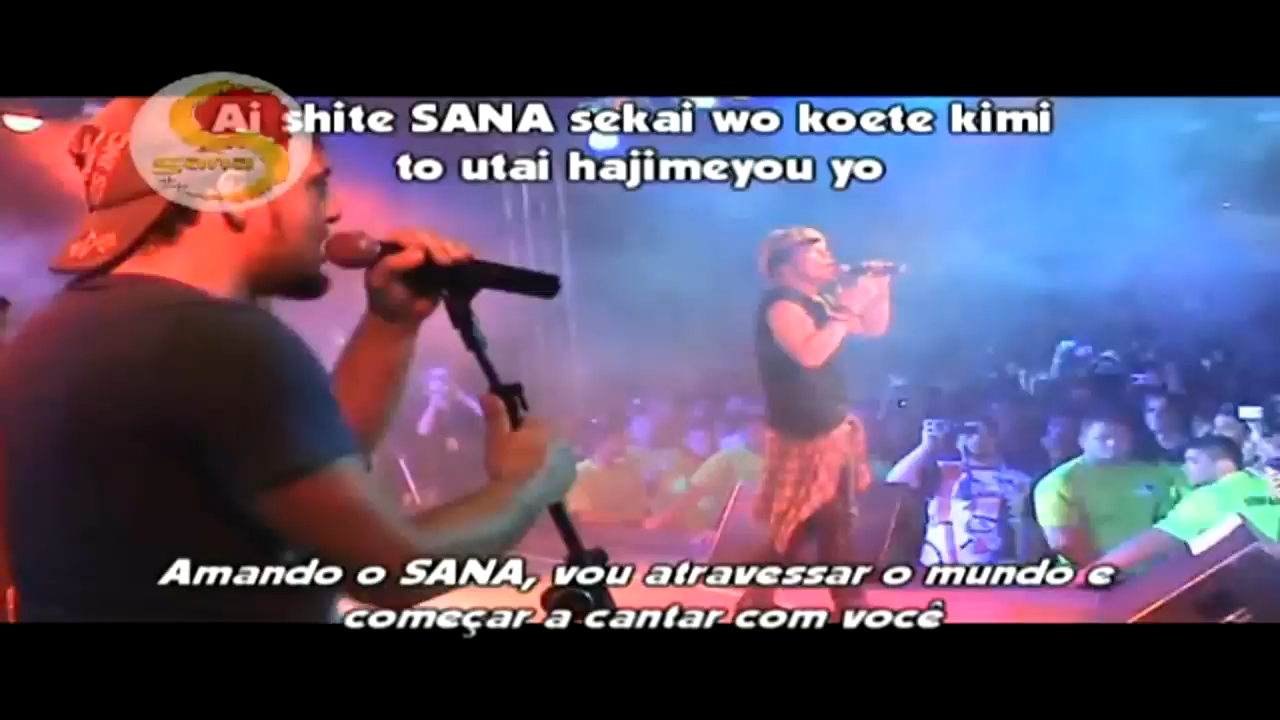 Sana
Ai shite SANA sekai wo koete kimi
to utai hajimeyou yo
Amando o SANA, vou atravessar o mundo e
começar a cantar com você